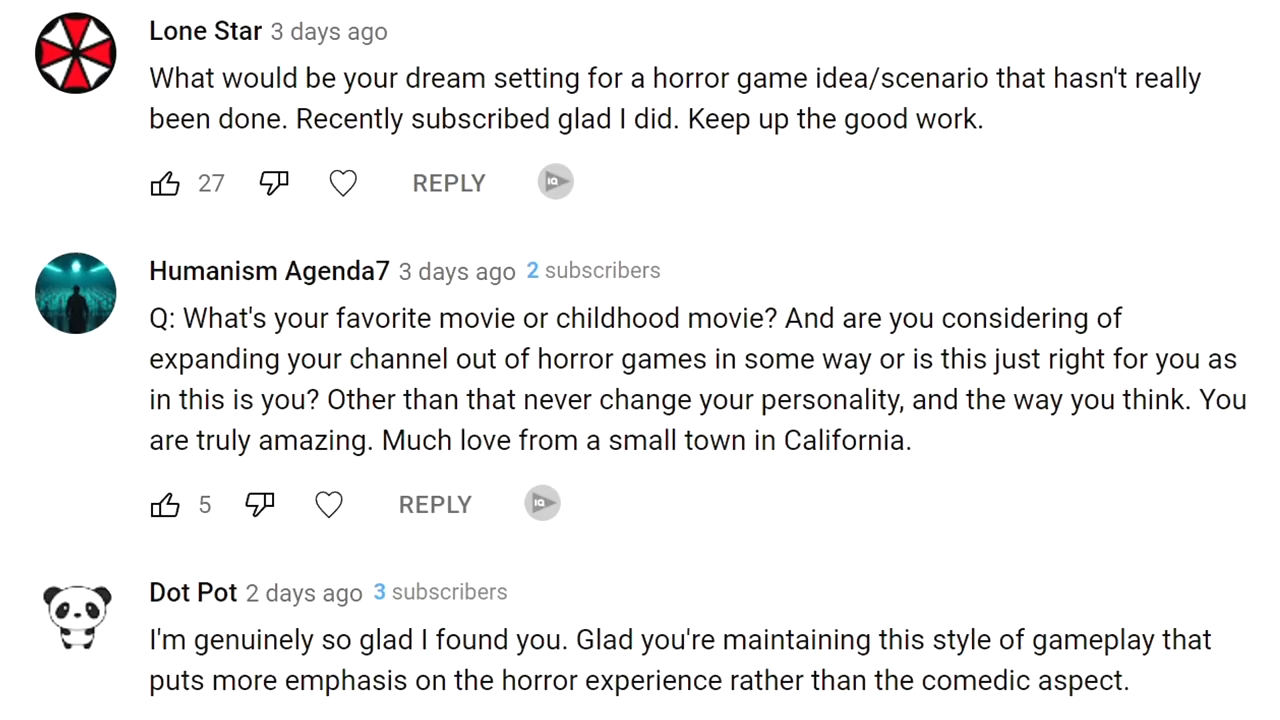 Lone Star 3 days ago
What would be your dream setting for a horror game idea/scenario that hasn't really
been done. Recently subscribed glad I did. Keep up the good work.
27 REPLY IQ
Humanism Agenda7 3 days ago 2 subscribers
Q: What's your favorite movie or childhood movie? And are you considering of
expanding your channel out of horror games in some way or is this just right for you as
in this is you? Other than that never change your personality, and the way you think. You
are truly amazing. Much love from a small town in California.
5 REPLY IQ
Dot Pot 2 days ago 3 subscribers
I'm genuinely so glad I found you. Glad you're maintaining this style of gameplay that
puts more emphasis on the horror experience rather than the comedic aspect.